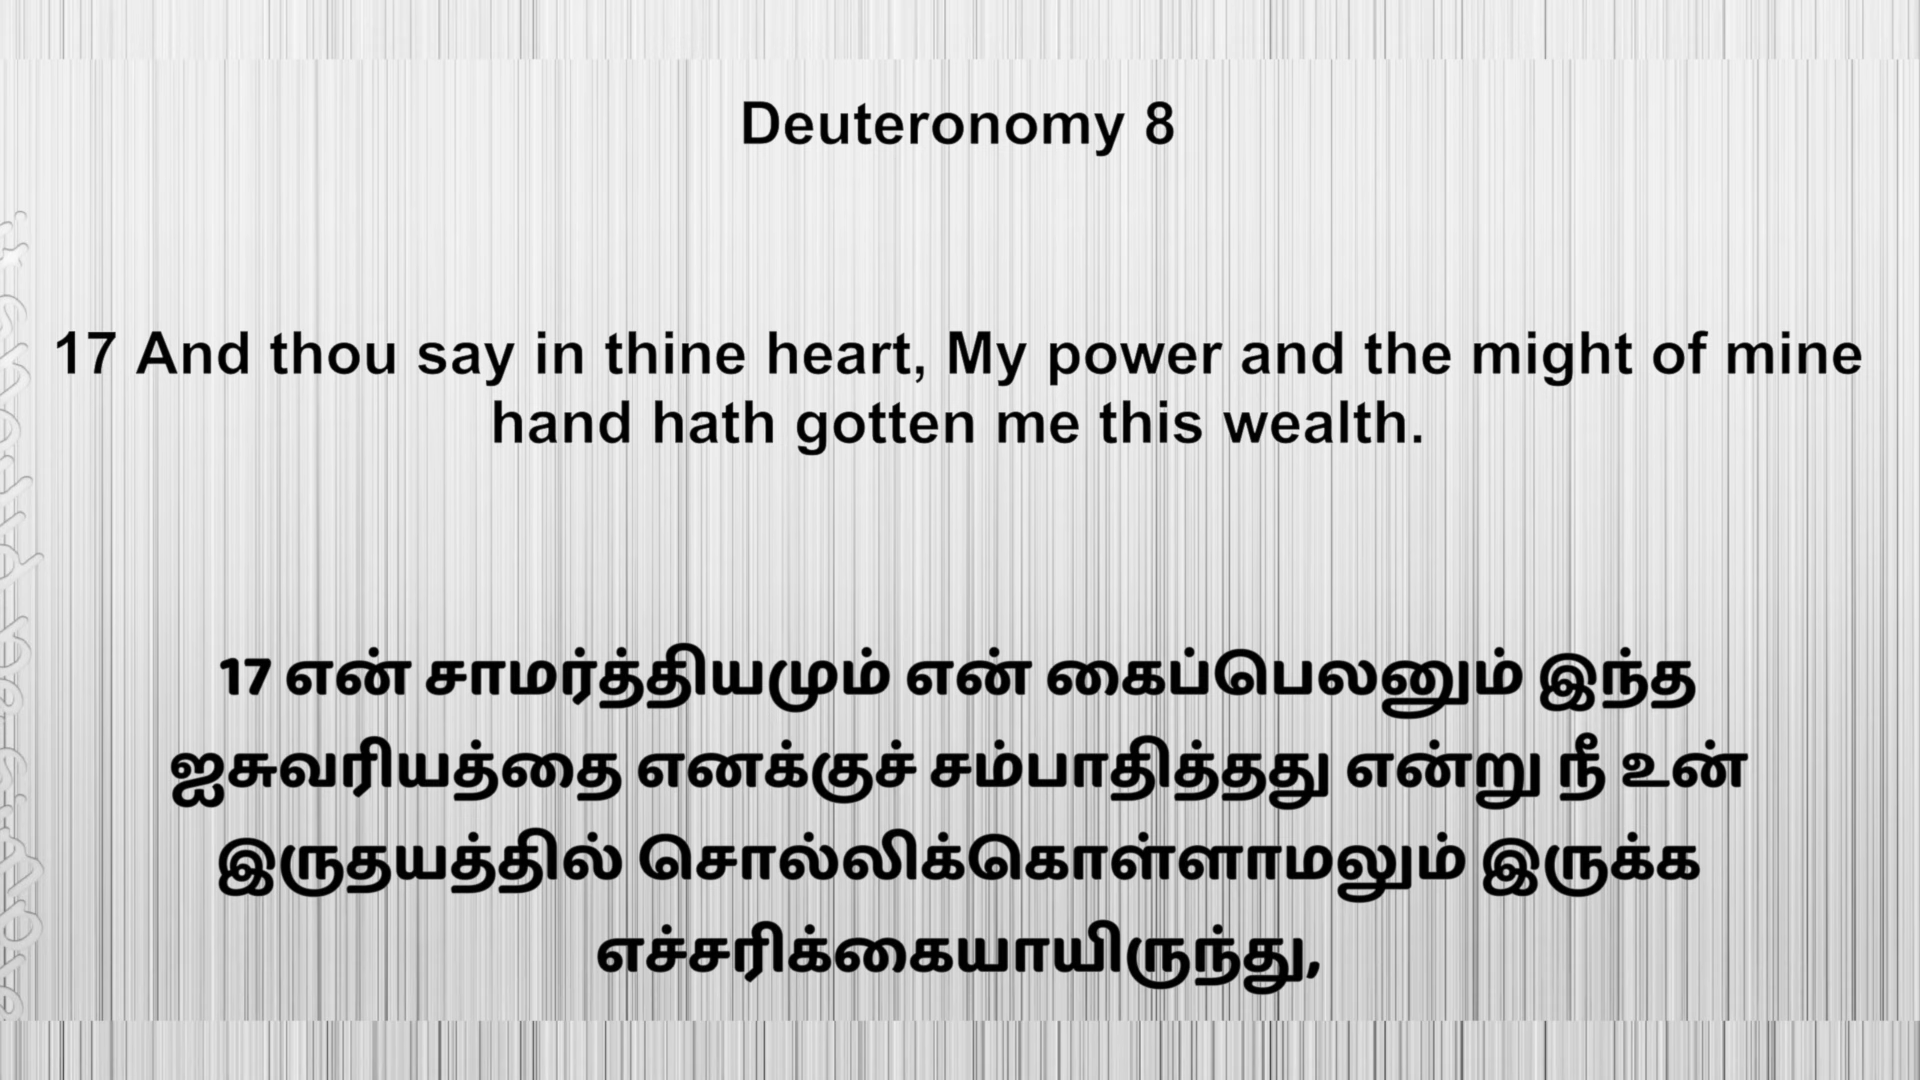 Deuteronomy 8
17 And thou say in thine heart, My power and the might of mine
hand hath gotten me this wealth.
17 என் சாமர்த்தியமும் என் கைப்பெலனும் இந்த
ஐசுவரியத்தை எனக்குச் சம்பாதித்தது என்று நீ உன்
இருதயத்தில் சொல்லிக்கொள்ளாமலும் இருக்க
எச்சரிக்கையாயிருந்து,